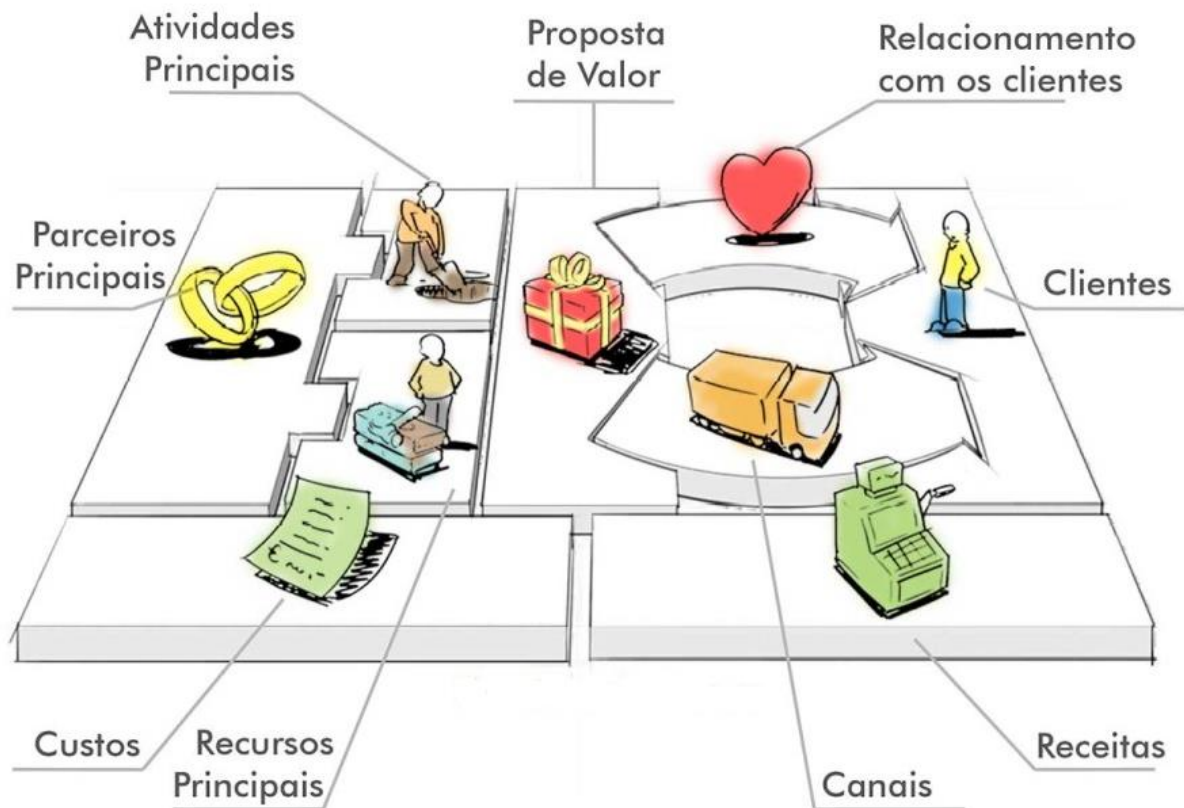 Atividades
Principais
Proposta
de Valor
Relacionamento
com os clientes
Parceiros
Principais
Clientes
Custos
Recursos
Principais
Canais
Receitas